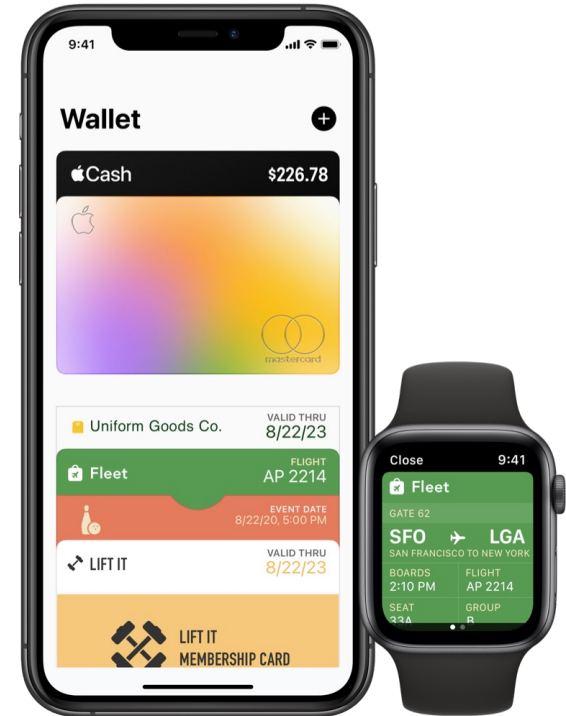 9:41
Wallet
Cash
$226.78
mastercard
Uniform Goods Co.
VALID THRU
8/22/23
Fleet
FLIGHT
AP 2214
EVENT DATE
8/22/20, 5:00 PM
LIFT IT
VALID THRU
8/22/23
LIFT IT
MEMBERSHIP CARD
Close
9:41
Fleet
GATE 62
SFO
LGA
SAN FRANCISCO TO NEW YORK
BOARDS
2:10 PM
FLIGHT
AP 2214
SEAT
33A
GROUP
B